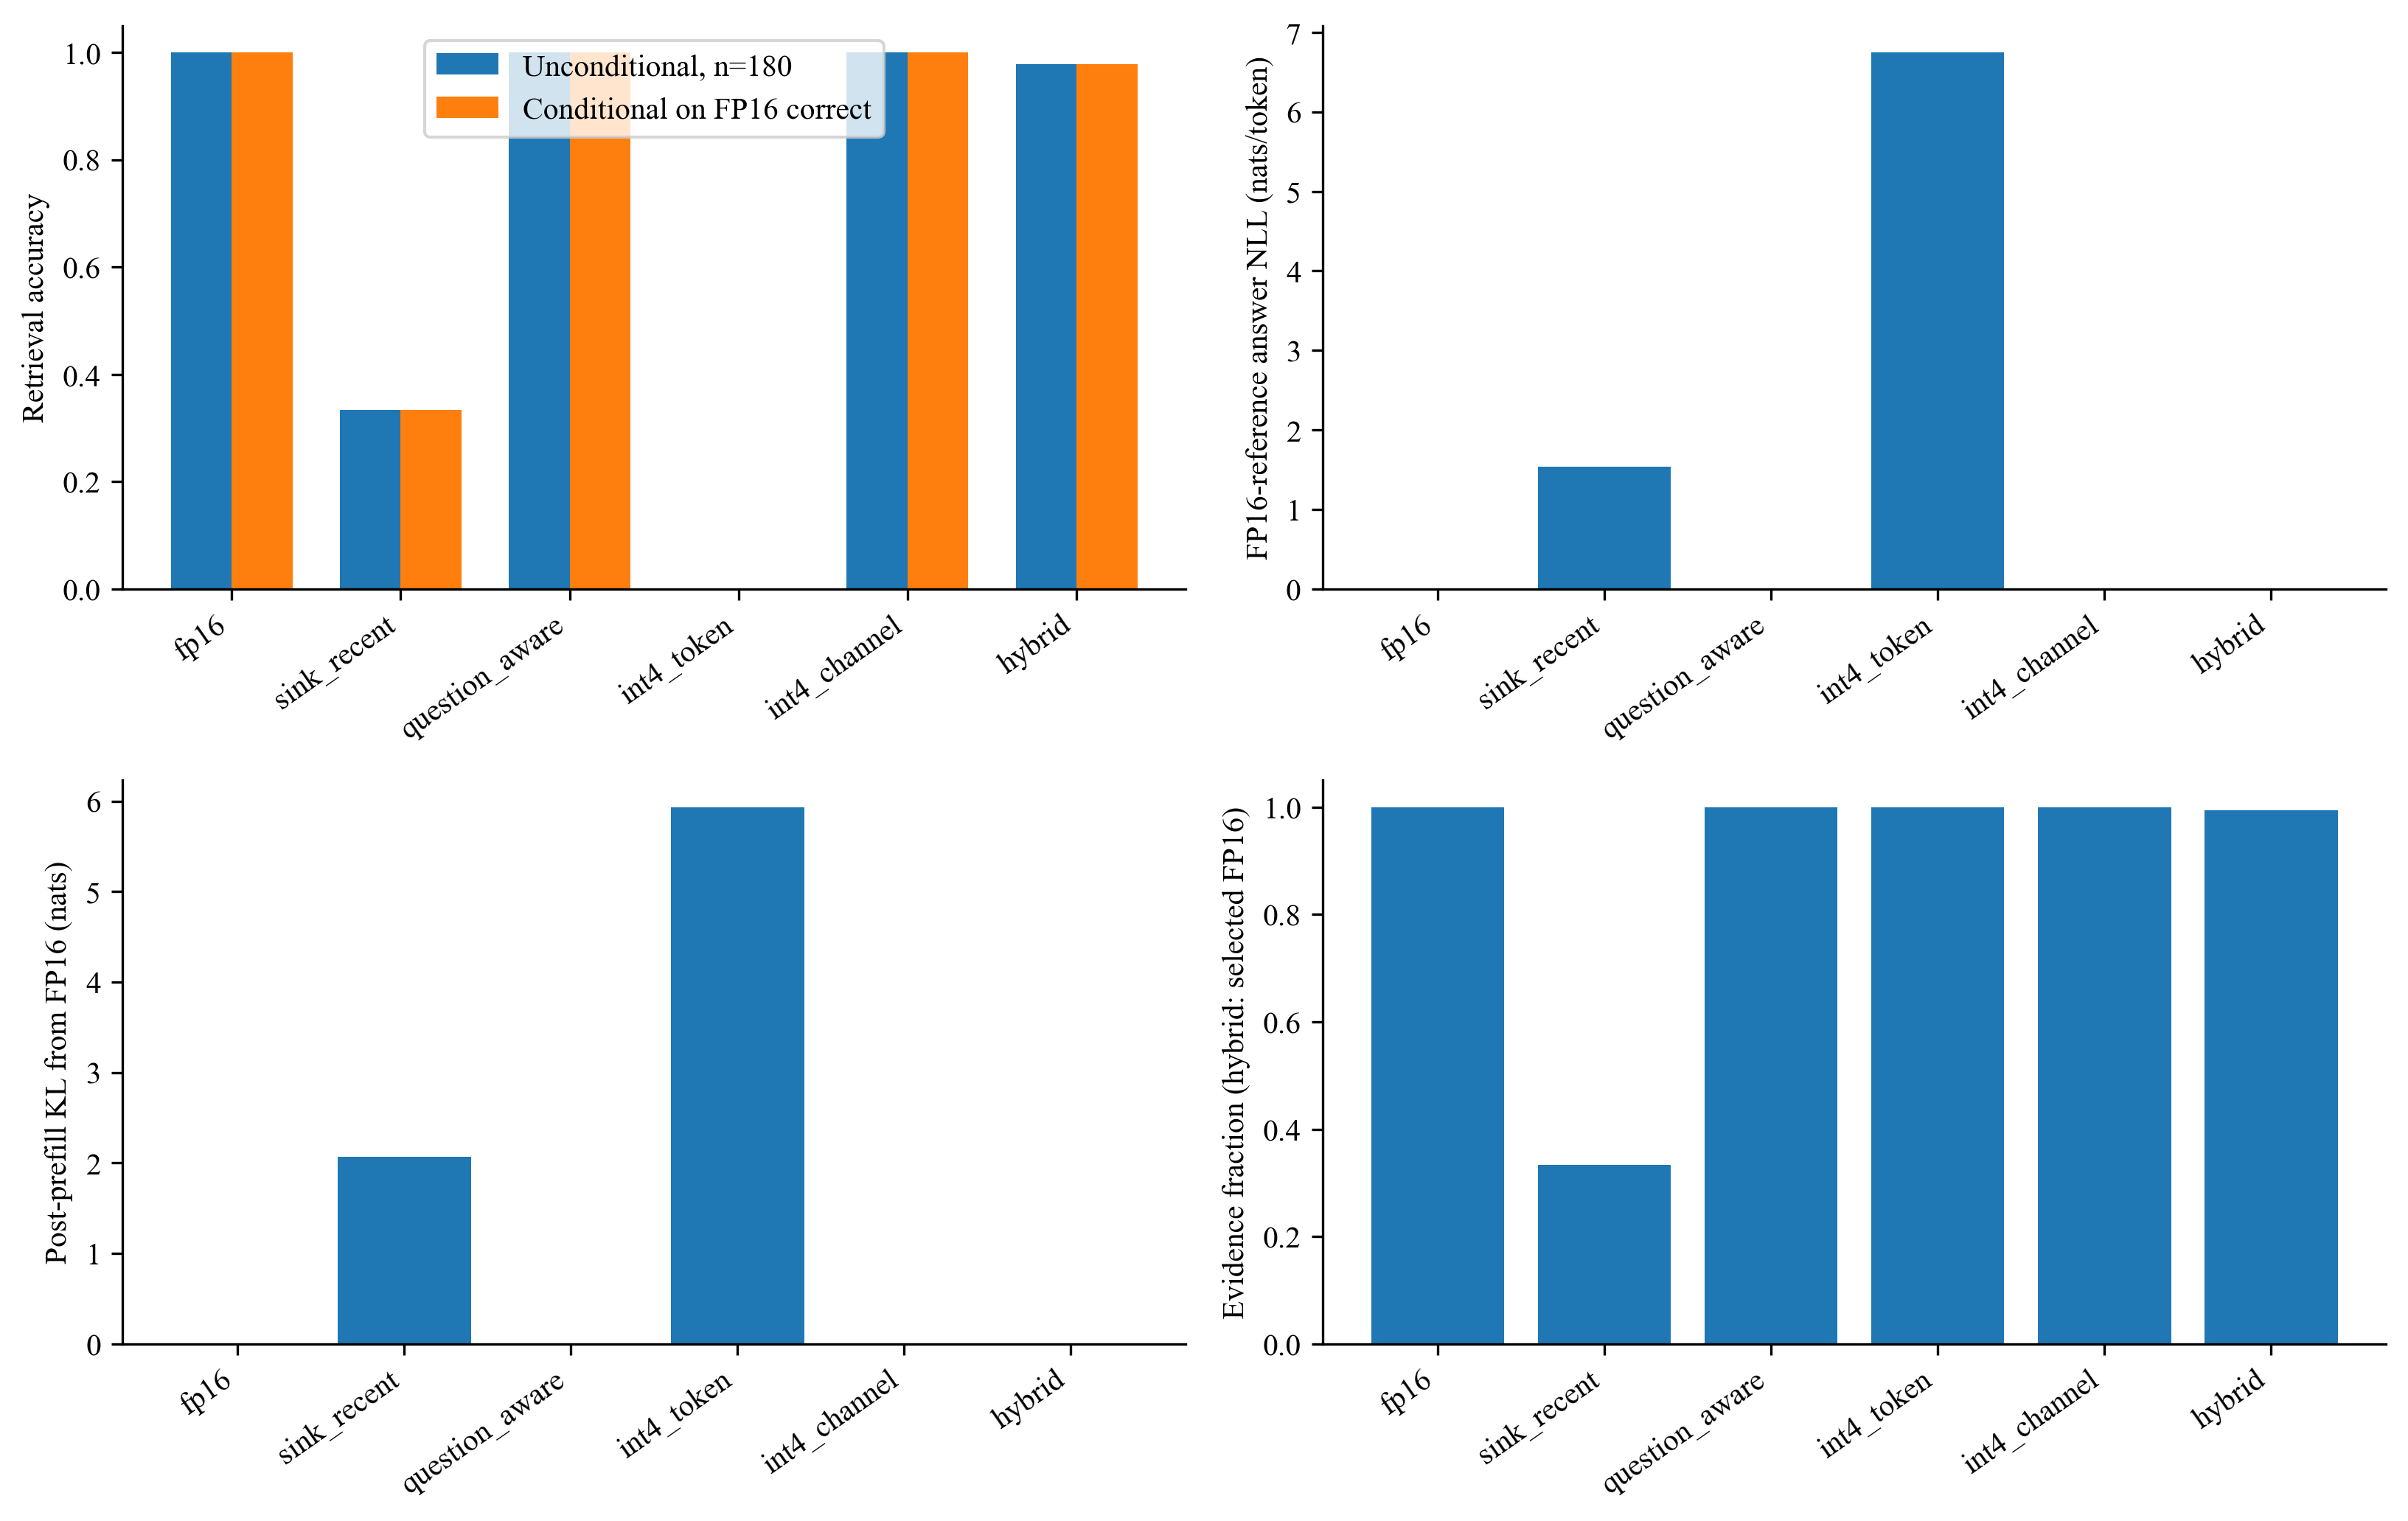 Retrieval accuracy
1.0
0.8
0.6
0.4
0.2
0.0
Unconditional, n=180
Conditional on FP16 correct
fp16
sink_recent
question_aware
int4_token
int4_channel
hybrid
FP16-reference answer NLL (nats/token)
7
6
5
4
3
2
1
0
fp16
sink_recent
question_aware
int4_token
int4_channel
hybrid
Post-prefill KL from FP16 (nats)
6
5
4
3
2
1
0
fp16
sink_recent
question_aware
int4_token
int4_channel
hybrid
Evidence fraction (hybrid: selected FP16)
1.0
0.8
0.6
0.4
0.2
0.0
fp16
sink_recent
question_aware
int4_token
int4_channel
hybrid